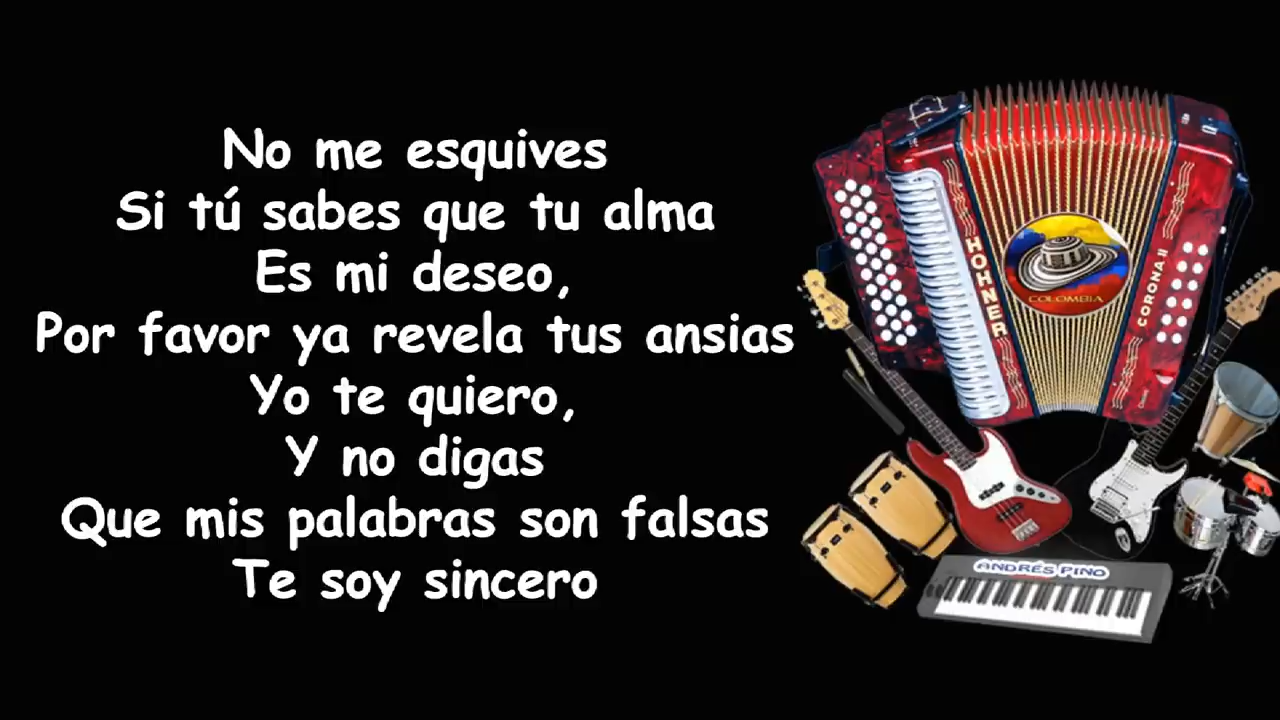 No me esquives
Si tú sabes que tu alma
Es mi deseo,
Por favor ya revela tus ansias
Yo te quiero,
Y no digas
Que mis palabras son falsas
Te soy sincero
HOHNER
COLOMBIA
CORONA II
ANDRÉS PINO